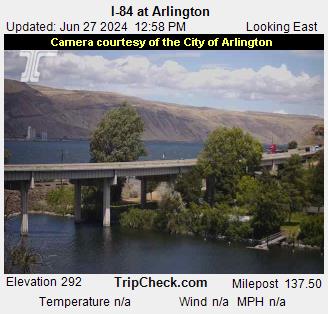 I-84 at Arlington
Updated: Jun 27 2024 12:58 PM Looking East
Camera courtesy of the City of Arlington
Elevation 292 TripCheck.com Milepost 137.50
Temperature n/a Wind n/a MPH n/a